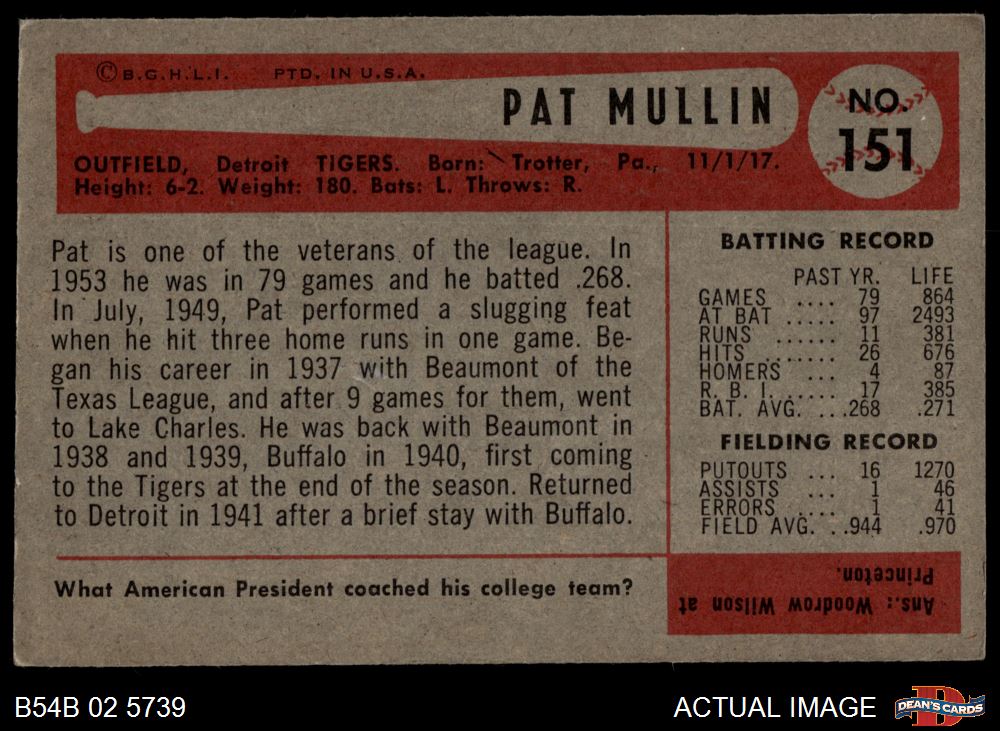 ©B.G.H.L.I. PTD. IN U.S.A.
PAT MULLIN
NO.
151
OUTFIELD, Detroit TIGERS. Born: Trotter, Pa., 11/1/17.
Height: 6-2. Weight: 180. Bats: L. Throws: R.
Pat is one of the veterans of the league. In
1953 he was in 79 games and he batted .268.
In July, 1949, Pat performed a slugging feat
when he hit three home runs in one game. Be-
gan his career in 1937 with Beaumont of the
Texas League, and after 9 games for them, went
to Lake Charles. He was back with Beaumont in
1938 and 1939, Buffalo in 1940, first coming
to the Tigers at the end of the season. Returned
to Detroit in 1941 after a brief stay with Buffalo.
BATTING RECORD
PAST YR. LIFE
GAMES .... 79 864
AT BAT ..... 97 2493
RUNS ...... 11 381
HITS ....... 26 676
HOMERS ... 4 87
R. B. I. ..... 17 385
BAT. AVG. ...268 .271
FIELDING RECORD
PUTOUTS ... 16 1270
ASSISTS ... 1 46
ERRORS .... 1 41
FIELD AVG. ..944 .970
What American President coached his college team?
Ans.: Woodrow Wilson at
Princeton.
B54B 02 5739
ACTUAL IMAGE
DEAN'S CARDS